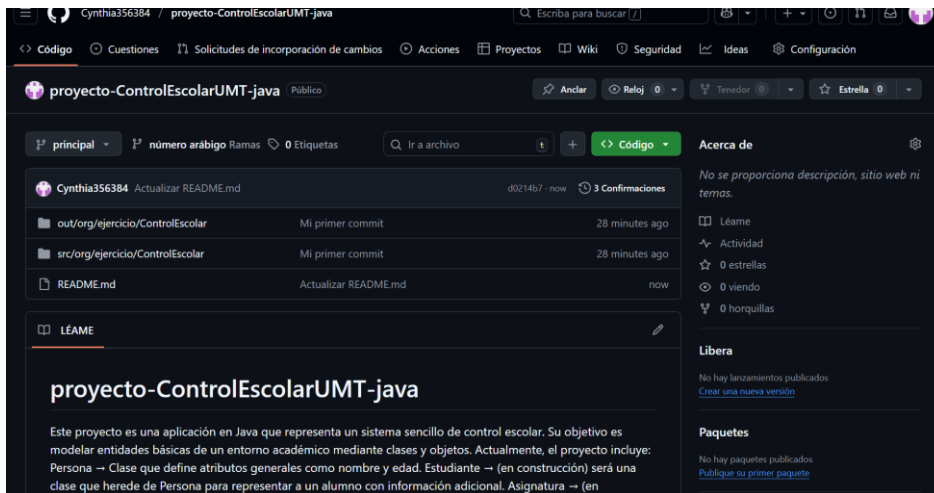 Cynthia356384 / proyecto-ControlEscolarUMT-java
Escriba para buscar /
Código Cuestiones Solicitudes de incorporación de cambios Acciones Proyectos Wiki Seguridad Ideas Configuración
proyecto-ControlEscolarUMT-java Público
Anclar Reloj 0 Tenedor 0 Estrella 0
principal número arábigo Ramas 0 Etiquetas Ir a archivo t + Código
Cynthia356384 Actualizar README.md d0214b7 · now 3 Confirmaciones
out/org/ejercicio/ControlEscolar Mi primer commit 28 minutes ago
src/org/ejercicio/ControlEscolar Mi primer commit 28 minutes ago
README.md Actualizar README.md now
LÉAME
proyecto-ControlEscolarUMT-java
Este proyecto es una aplicación en Java que representa un sistema sencillo de control escolar. Su objetivo es
modelar entidades básicas de un entorno académico mediante clases y objetos. Actualmente, el proyecto incluye:
Persona → Clase que define atributos generales como nombre y edad. Estudiante → (en construcción) será una
clase que herede de Persona para representar a un alumno con información adicional. Asignatura → (en
Acerca de
No se proporciona descripción, sitio web ni
temas.
Léame
Actividad
0 estrellas
0 viendo
0 horquillas
Libera
No hay lanzamientos publicados
Crear una nueva versión
Paquetes
No hay paquetes publicados
Publique su primer paquete